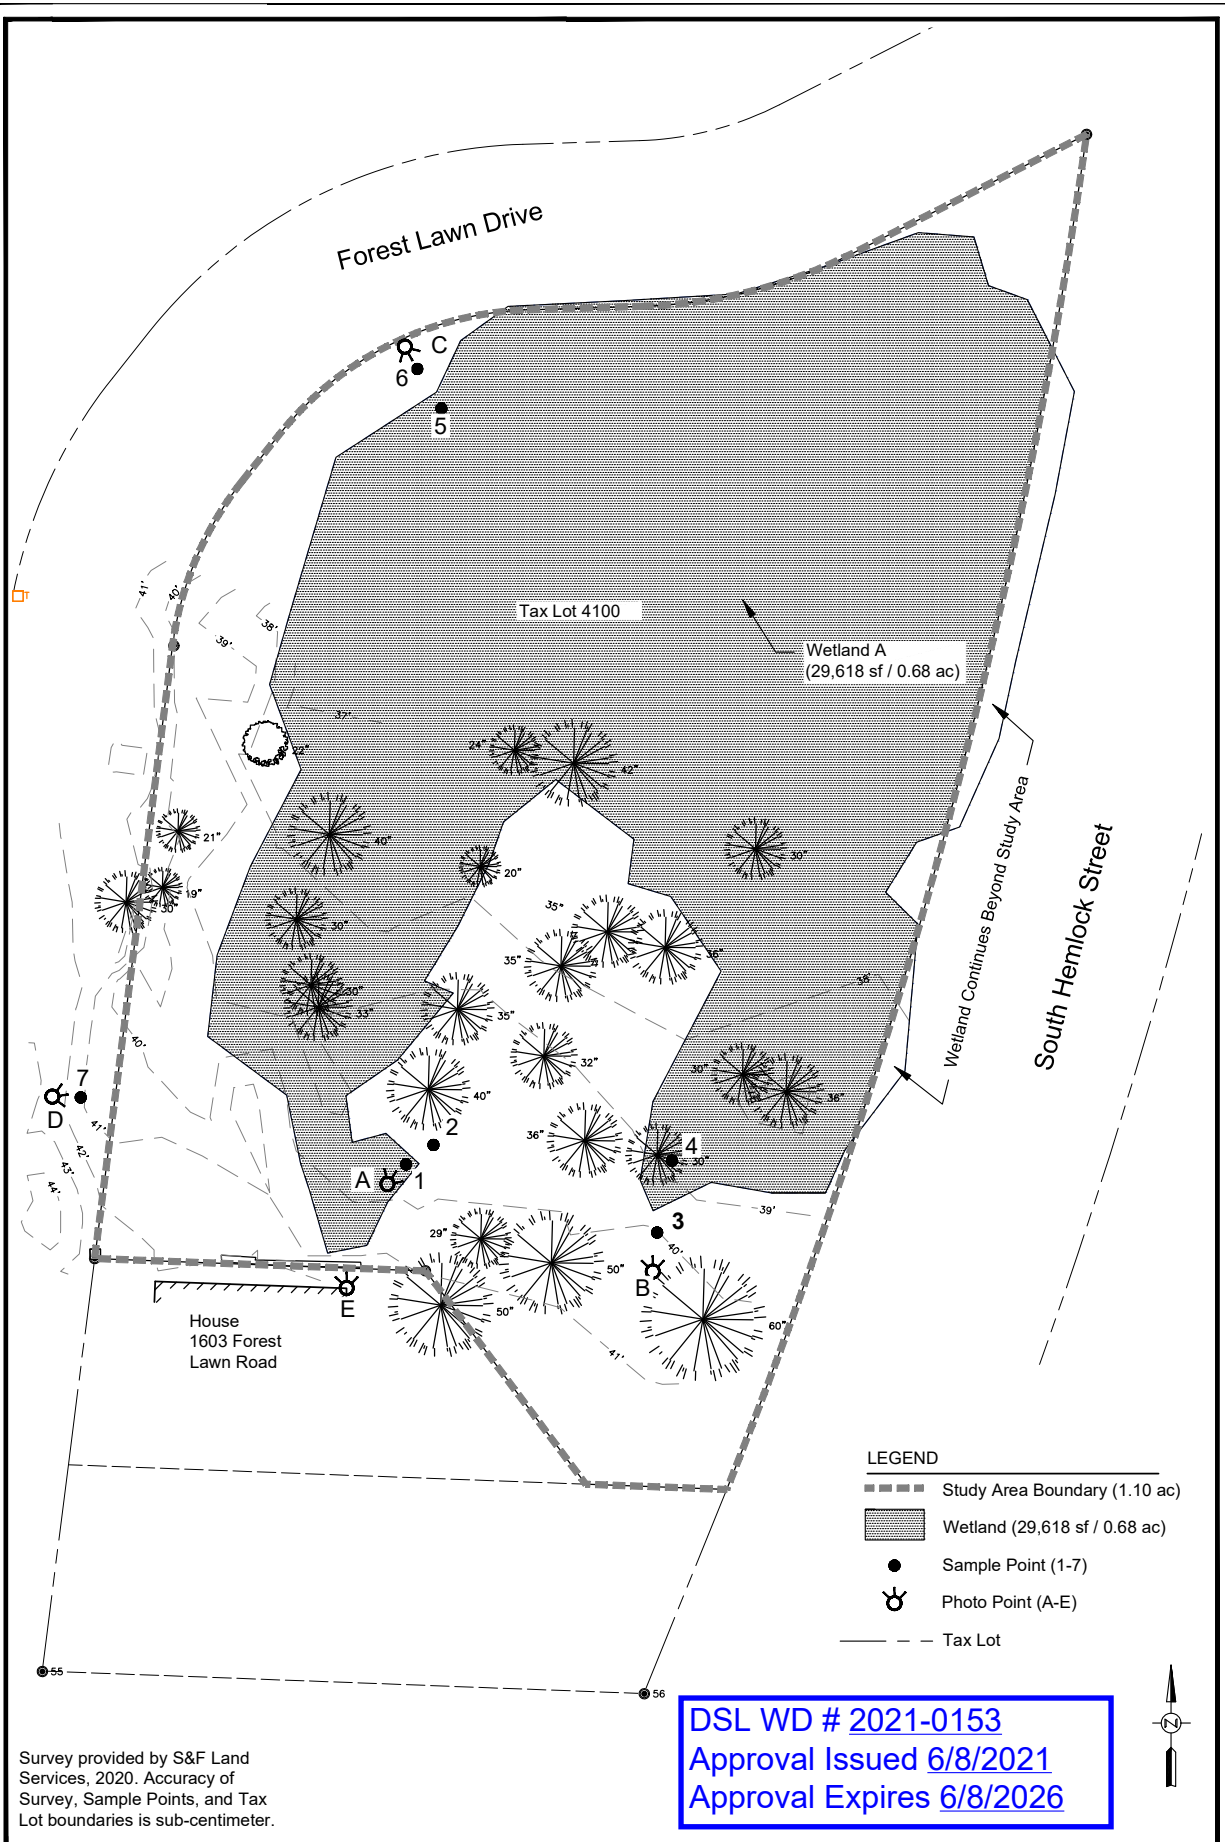 Forest Lawn Drive
C
6
5
41'
40'
39'
38'
T
Tax Lot 4100
Wetland A
(29,618 sf / 0.68 ac)
37'
22"
24"
42"
21"
40"
20"
30"
19"
30"
30"
35"
35"
36"
30"
33"
35"
38'
Wetland Continues Beyond Study Area
South Hemlock Street
40'
32"
40"
30"
36"
7
D
41'
42'
43'
44'
2
36"
4
30"
A
1
39'
3
29"
40'
50"
B
50"
E
60"
41'
House
1603 Forest
Lawn Road
LEGEND
Study Area Boundary (1.10 ac)
Wetland (29,618 sf / 0.68 ac)
Sample Point (1-7)
Photo Point (A-E)
Tax Lot
55
56
Z
DSL WD # 2021-0153
Approval Issued 6/8/2021
Approval Expires 6/8/2026
Survey provided by S&F Land
Services, 2020. Accuracy of
Survey, Sample Points, and Tax
Lot boundaries is sub-centimeter.